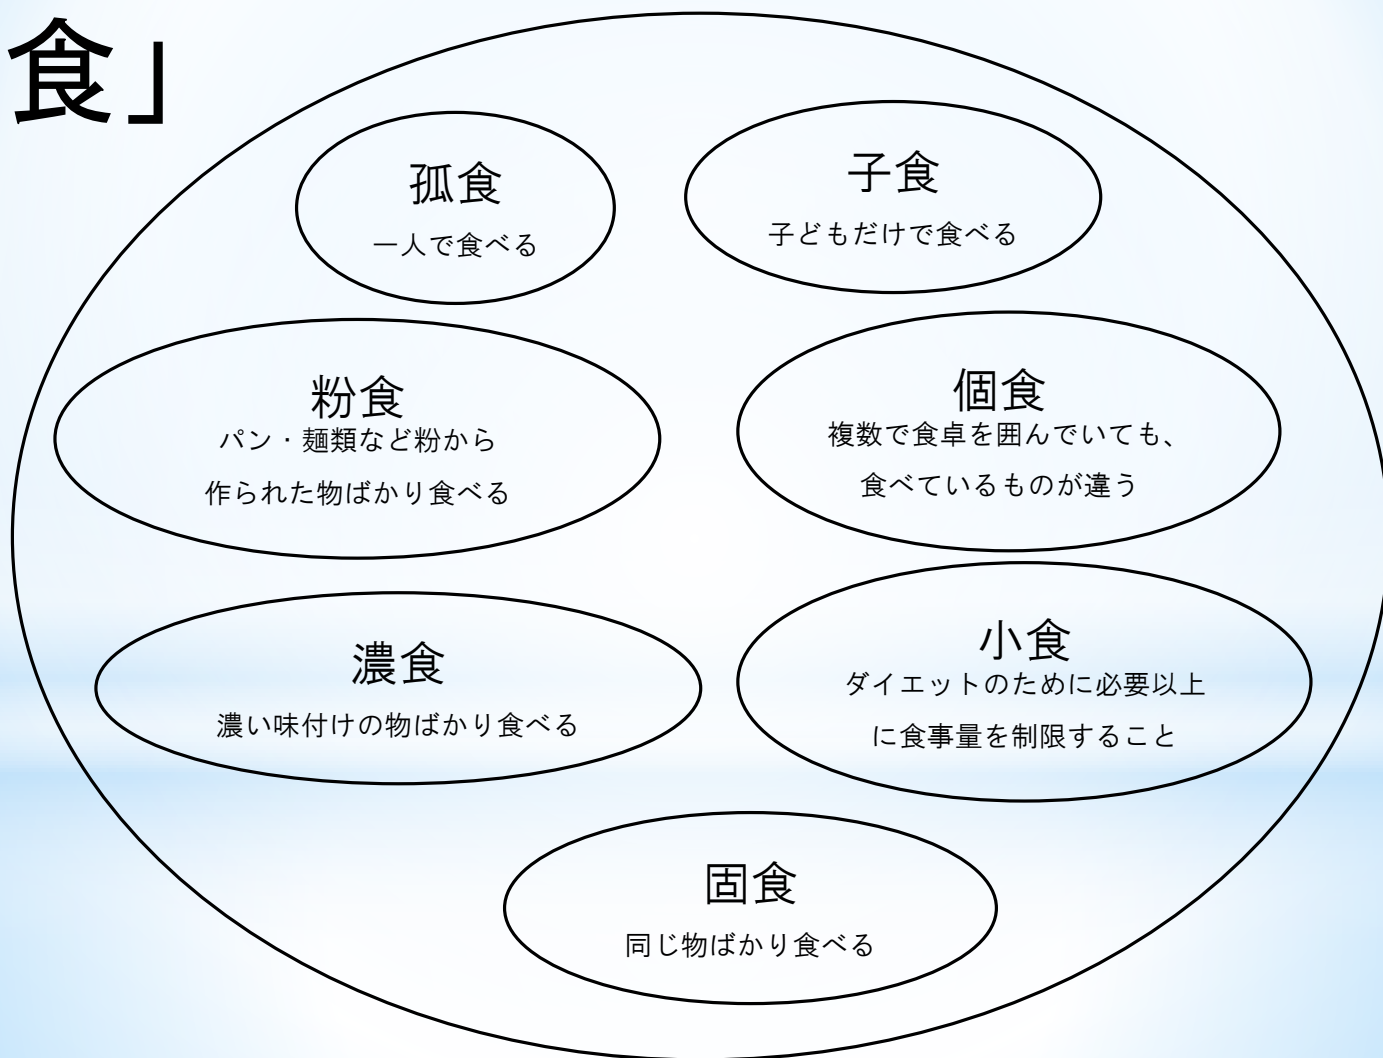 食」
孤食
一人で食べる
子食
子どもだけで食べる
粉食
パン・麺類など粉から
作られた物ばかり食べる
個食
複数で食卓を囲んでいても、
食べているものが違う
濃食
濃い味付けの物ばかり食べる
小食
ダイエットのために必要以上
に食事量を制限すること
固食
同じ物ばかり食べる